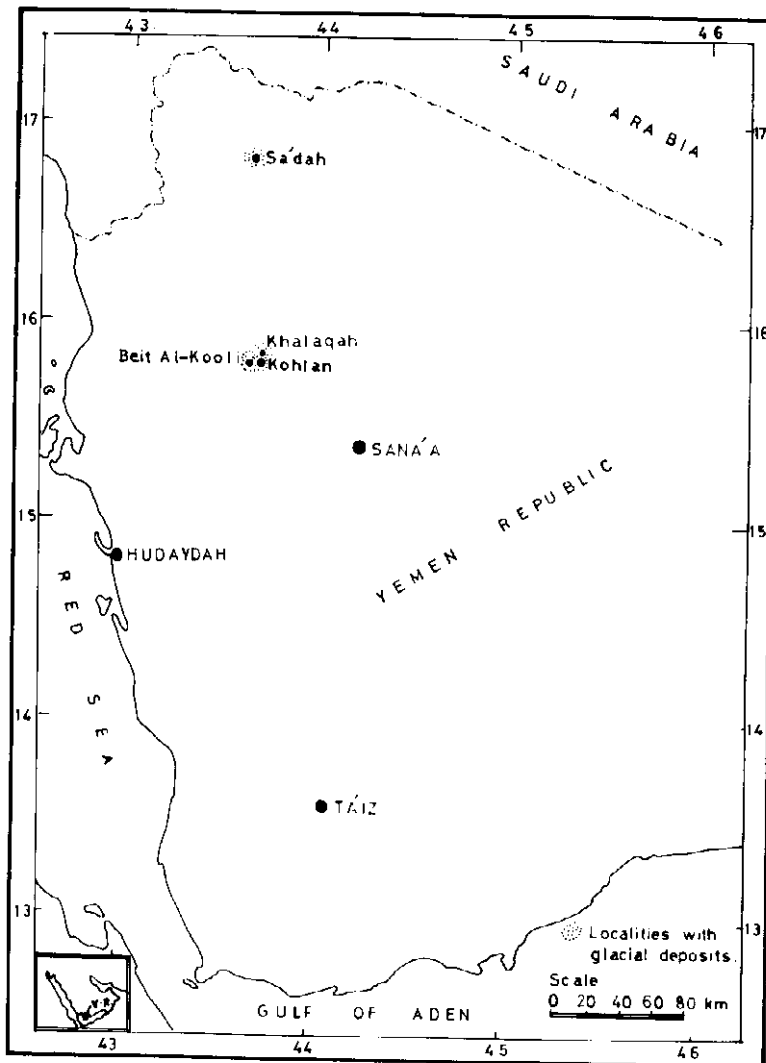 43 44 45 46
SAUDI ARABIA
17 17
Sa'dah
16 16
Khalaqah
Beit Al-Kooli
Kohlan
SANA'A
YEMEN REPUBLIC
15 15
HUDAYDAH
RED SEA
14 14
TA'IZ
13 13
Localities with
glacial deposits.
Scale
0 20 40 60 80 km
Y.R
GULF OF ADEN
43 44 45 46